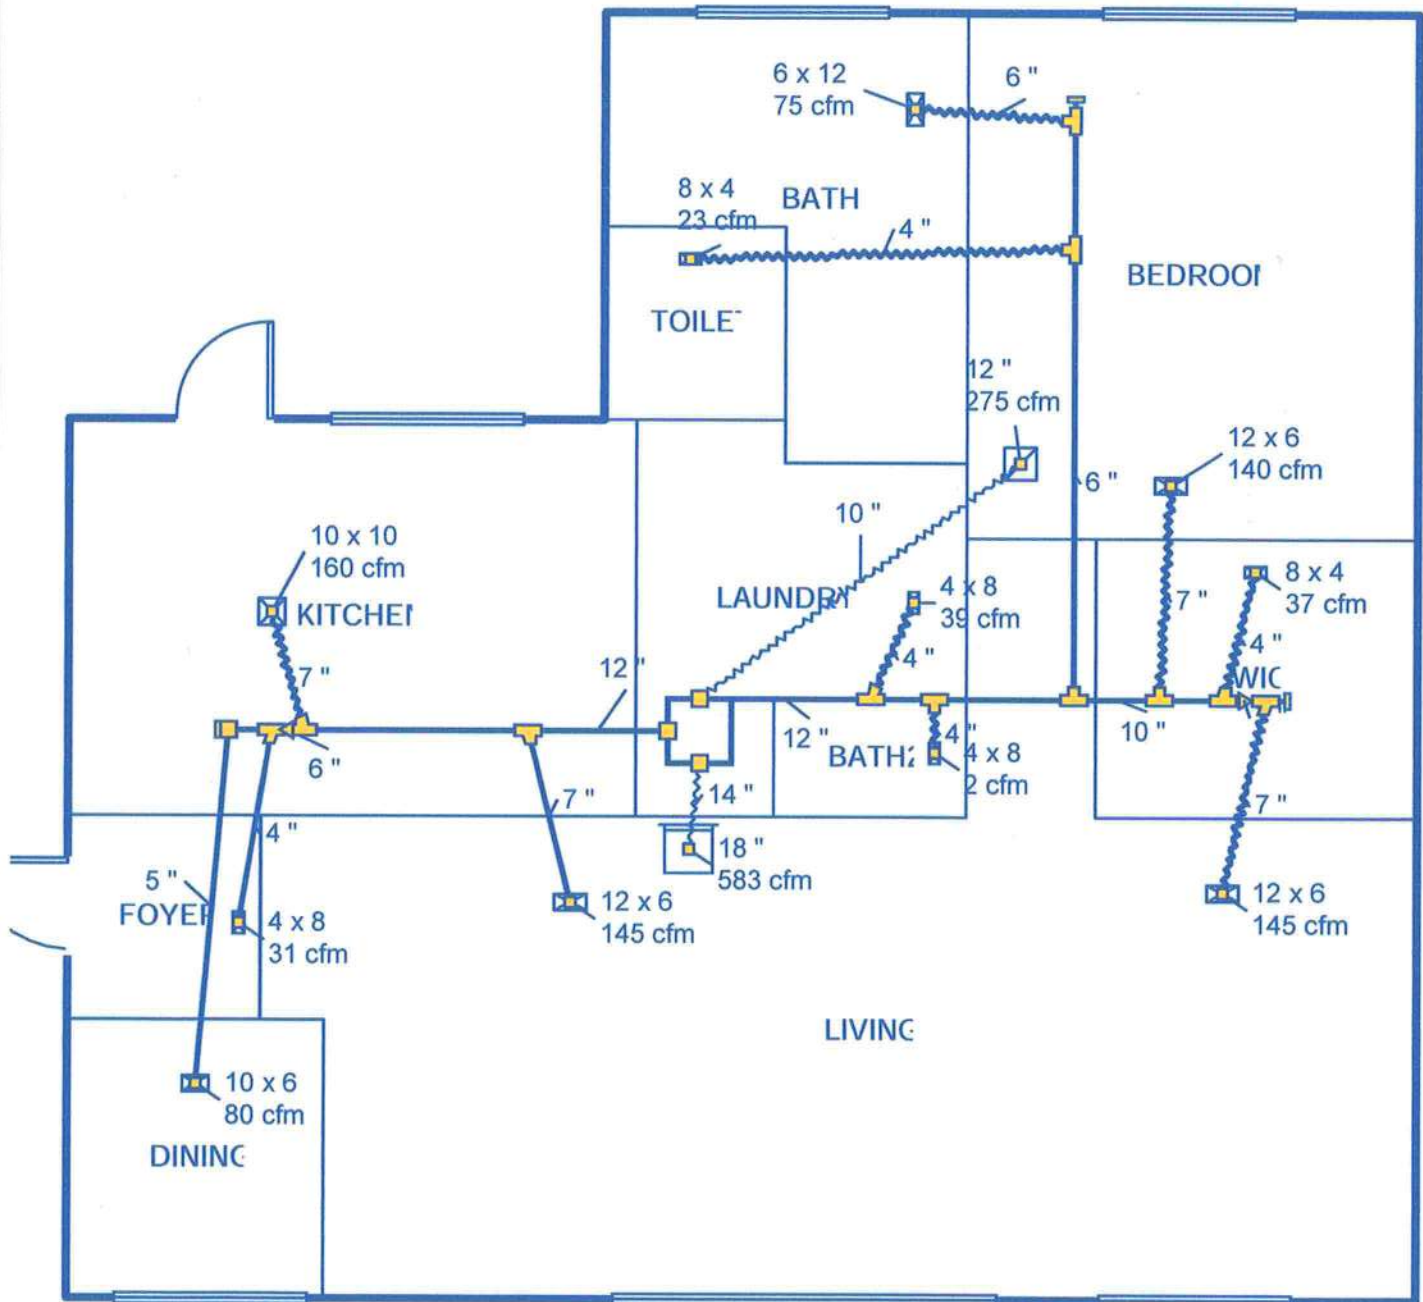 6 x 12
75 cfm
6 "
8 x 4
23 cfm
BATH
4 "
BEDROOI
TOILE
12 "
275 cfm
12 x 6
140 cfm
6 "
10 "
10 x 10
160 cfm
KITCHEI
LAUNDRY
4 x 8
39 cfm
8 x 4
37 cfm
7 "
4 "
4 "
7 "
12 "
WIC
6 "
12 "
BATH2
4 "
4 x 8
2 cfm
10 "
7 "
14 "
7 "
4 "
18 "
583 cfm
5 "
FOYER
4 x 8
31 cfm
12 x 6
145 cfm
12 x 6
145 cfm
LIVING
10 x 6
80 cfm
DINING